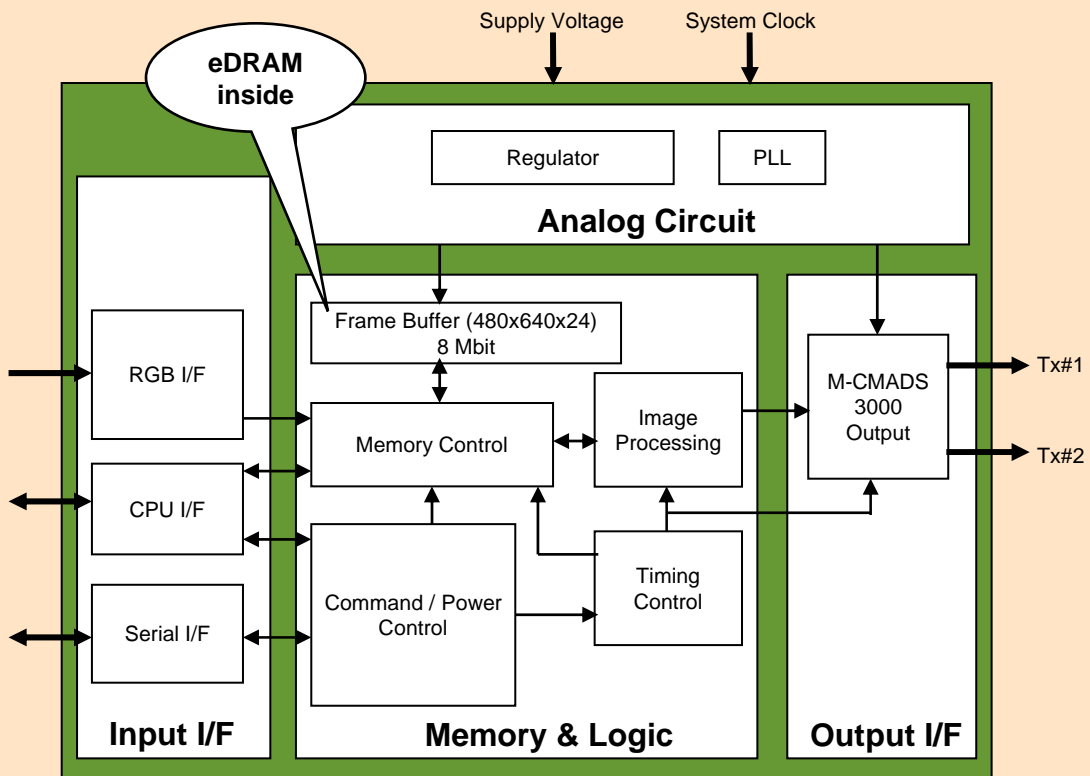 Supply Voltage
System Clock
eDRAM
inside
Regulator
PLL
Analog Circuit
RGB I/F
CPU I/F
Serial I/F
Input I/F
Frame Buffer (480x640x24)
8 Mbit
Memory Control
Image
Processing
Command / Power
Control
Timing
Control
Memory & Logic
M-CMADS
3000
Output
Output I/F
Tx#1
Tx#2